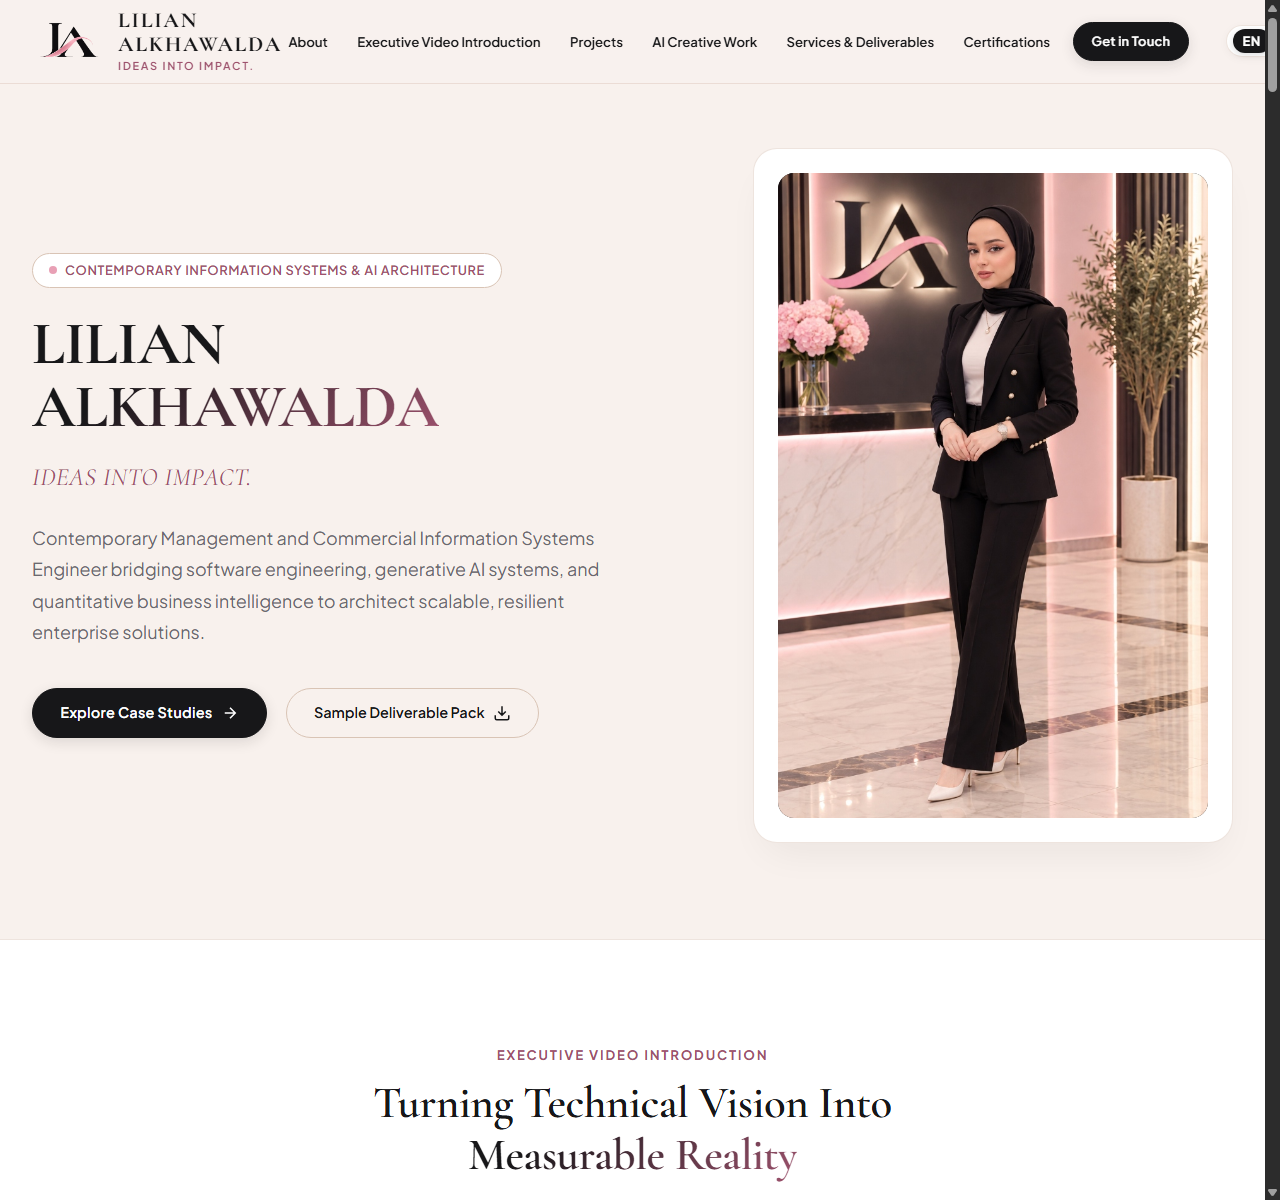 LILIAN
ALKHAWALDA
IDEAS INTO IMPACT.
About
Executive Video Introduction
Projects
AI Creative Work
Services & Deliverables
Certifications
Get in Touch
EN
CONTEMPORARY INFORMATION SYSTEMS & AI ARCHITECTURE
LILIAN
ALKHAWALDA
IDEAS INTO IMPACT.
Contemporary Management and Commercial Information Systems
Engineer bridging software engineering, generative AI systems, and
quantitative business intelligence to architect scalable, resilient
enterprise solutions.
Explore Case Studies
Sample Deliverable Pack
LA
EXECUTIVE VIDEO INTRODUCTION
Turning Technical Vision Into
Measurable Reality